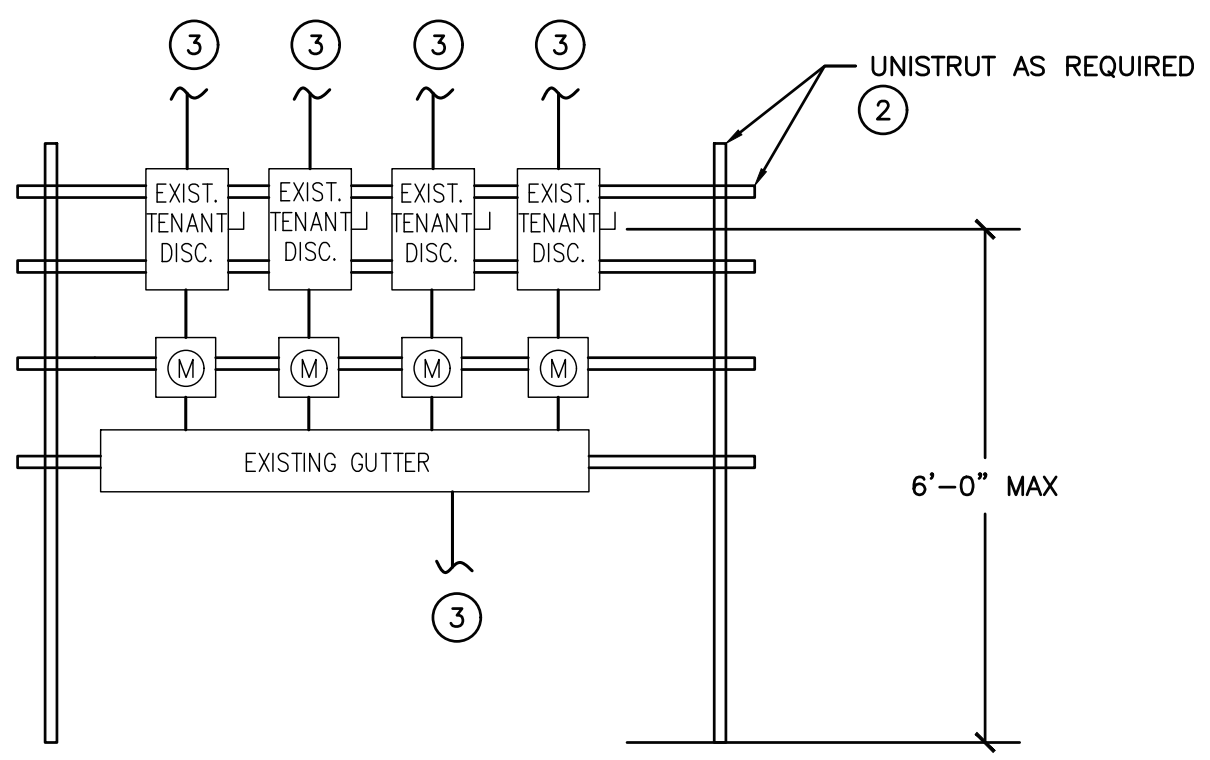 3 3 3 3
UNISTRUT AS REQUIRED
2
EXIST. EXIST. EXIST. EXIST.
TENANT TENANT TENANT TENANT
DISC. DISC. DISC. DISC.
M M M M
EXISTING GUTTER
6'-0" MAX
3